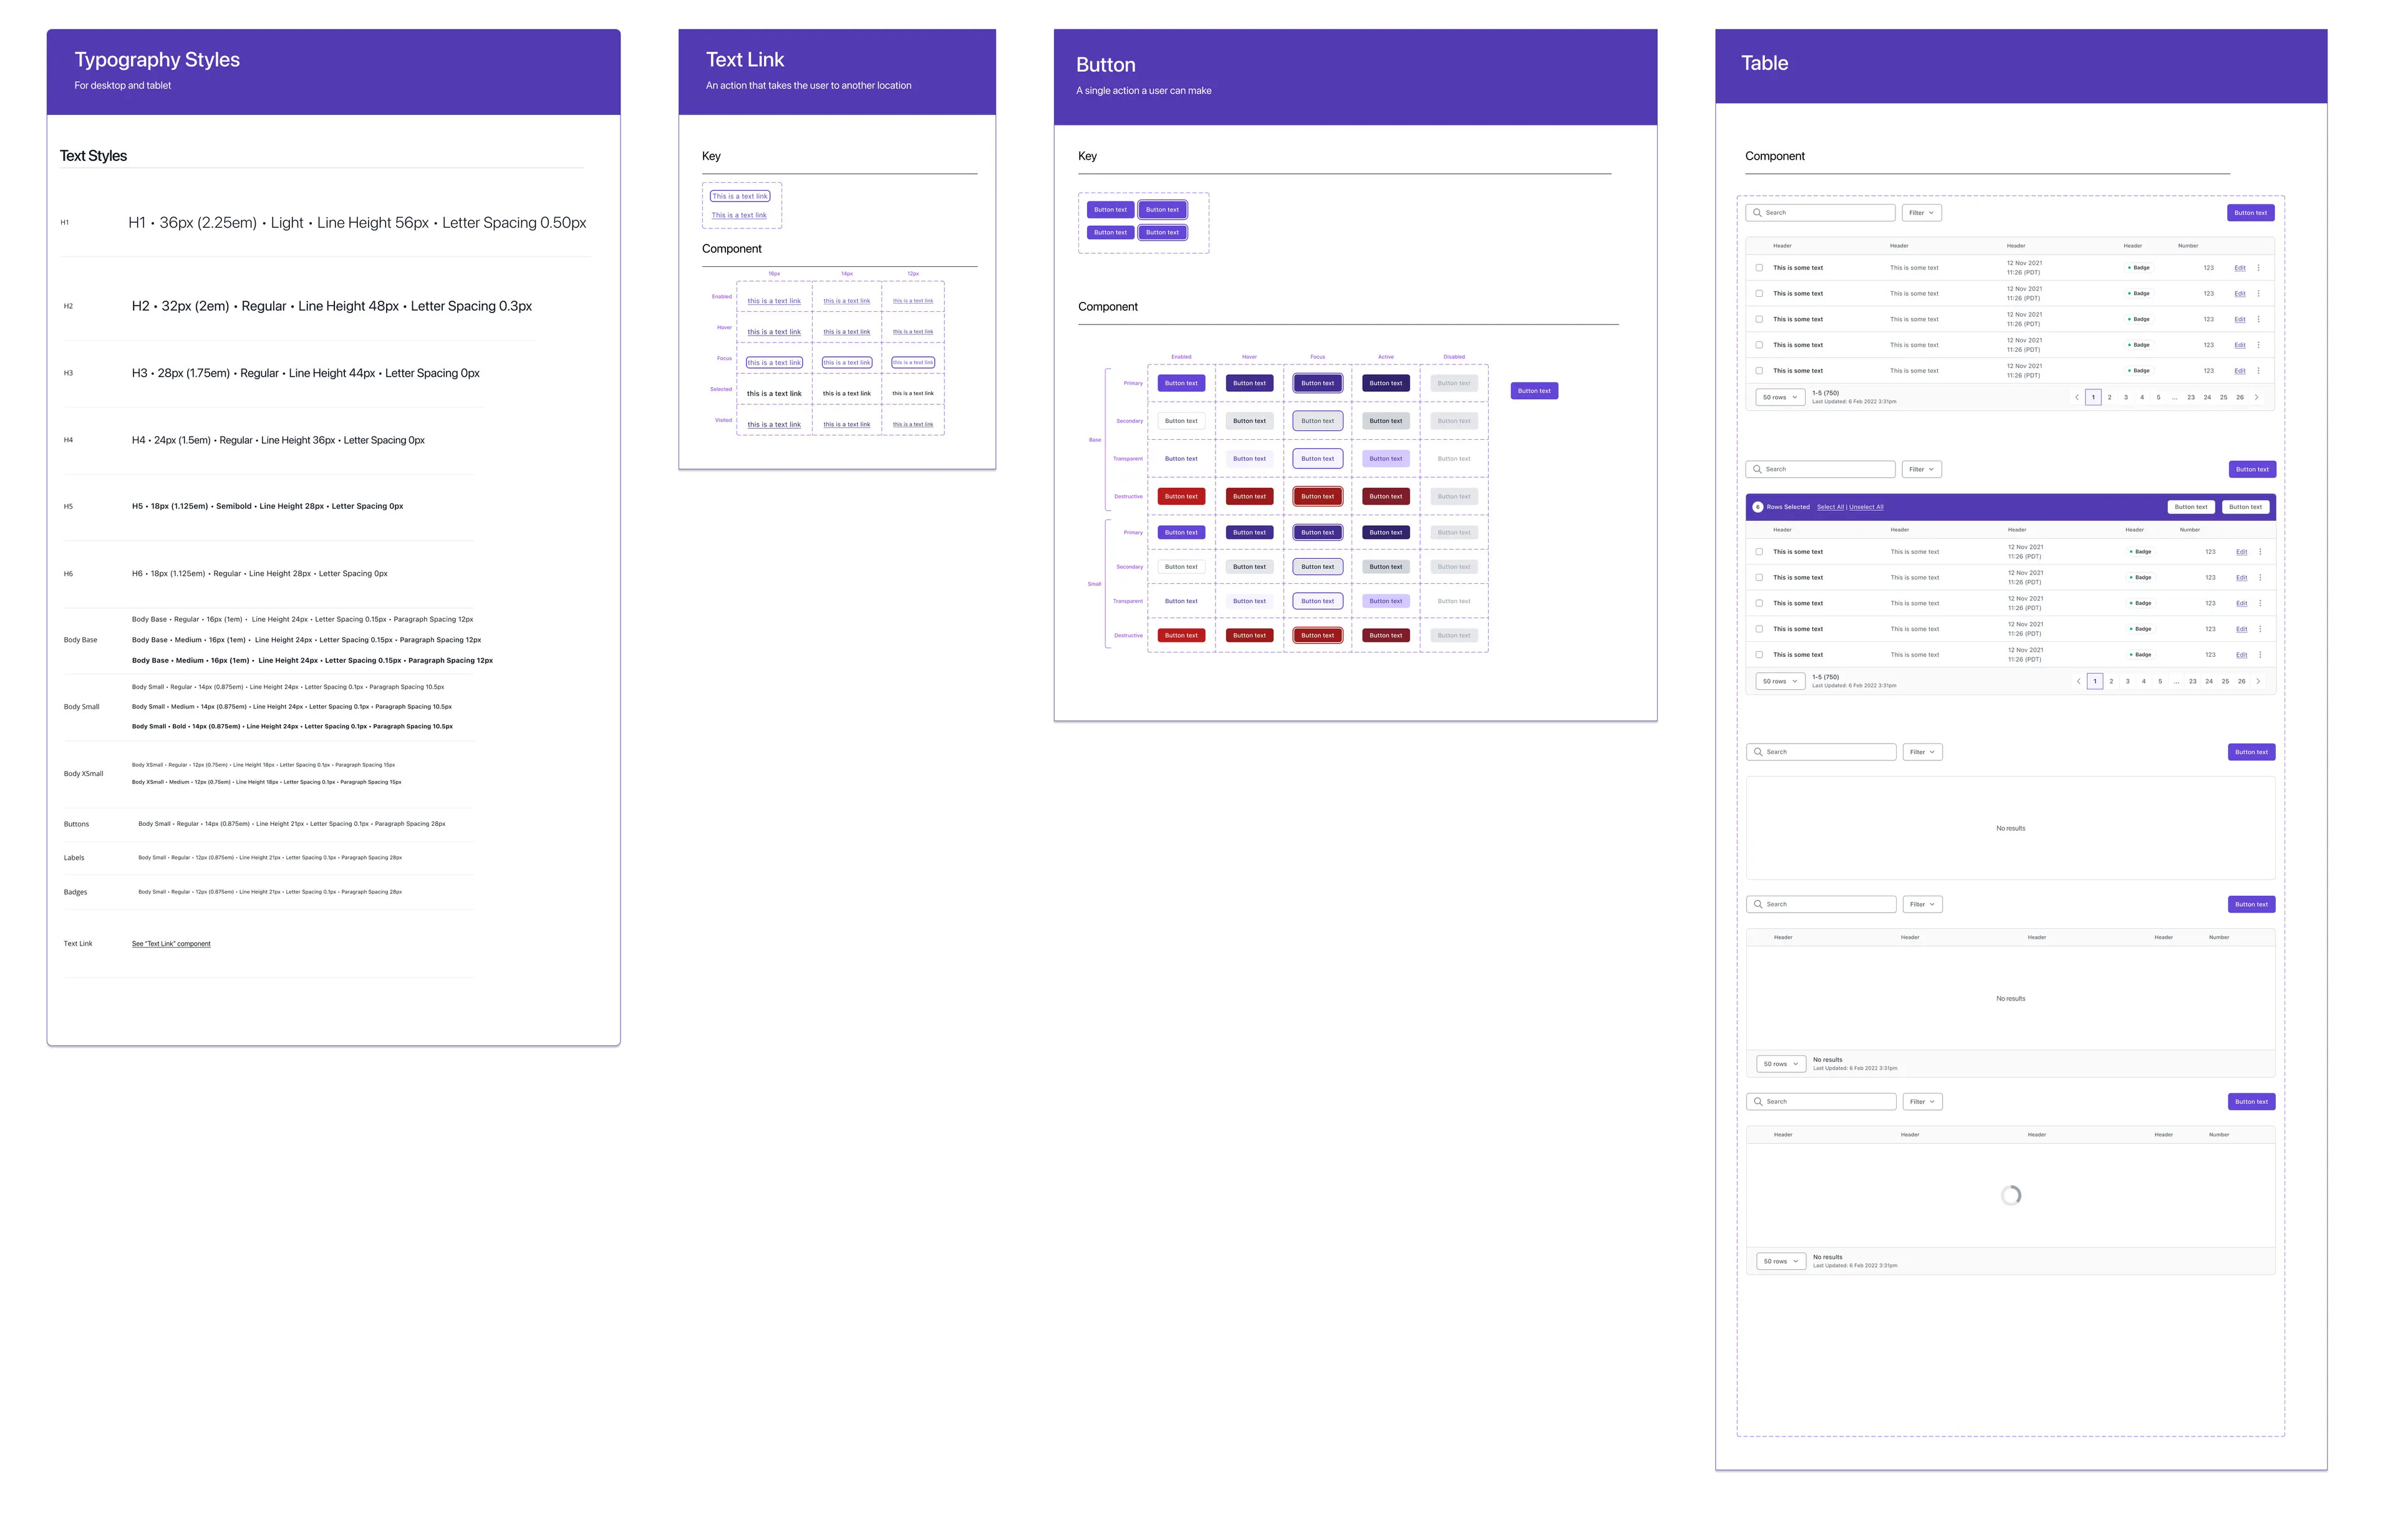 Typography Styles
For desktop and tablet
Text Styles
H1
H1 • 36px (2.25em) • Light • Line Height 56px • Letter Spacing 0.50px
H2
H2 • 32px (2em) • Regular • Line Height 48px • Letter Spacing 0.3px
H3
H3 • 28px (1.75em) • Regular • Line Height 44px • Letter Spacing 0px
H4
H4 • 24px (1.5em) • Regular • Line Height 36px • Letter Spacing 0px
H5
H5 • 18px (1.125em) • Semibold • Line Height 28px • Letter Spacing 0px
H6
H6 • 18px (1.125em) • Regular • Line Height 28px • Letter Spacing 0px
Body Base • Regular • 16px (1em) • Line Height 24px • Letter Spacing 0.15px • Paragraph Spacing 12px
Body Base
Body Base • Medium • 16px (1em) • Line Height 24px • Letter Spacing 0.15px • Paragraph Spacing 12px
Body Base • Medium • 16px (1em) • Line Height 24px • Letter Spacing 0.15px • Paragraph Spacing 12px
Body Small • Regular • 14px (0.875em) • Line Height 24px • Letter Spacing 0.1px • Paragraph Spacing 10.5px
Body Small
Body Small • Medium • 14px (0.875em) • Line Height 24px • Letter Spacing 0.1px • Paragraph Spacing 10.5px
Body Small • Bold • 14px (0.875em) • Line Height 24px • Letter Spacing 0.1px • Paragraph Spacing 10.5px
Body XSmall • Regular • 12px (0.75em) • Line Height 18px • Letter Spacing 0.1px • Paragraph Spacing 15px
Body XSmall
Body XSmall • Medium • 12px (0.75em) • Line Height 18px • Letter Spacing 0.1px • Paragraph Spacing 15px
Buttons
Body Small • Regular • 14px (0.875em) • Line Height 21px • Letter Spacing 0.1px • Paragraph Spacing 28px
Labels
Body Small • Regular • 12px (0.875em) • Line Height 21px • Letter Spacing 0.1px • Paragraph Spacing 28px
Badges
Body Small • Regular • 12px (0.875em) • Line Height 21px • Letter Spacing 0.1px • Paragraph Spacing 28px
Text Link
See "Text Link" component
Text Link
An action that takes the user to another location
Key
This is a text link
This is a text link
Component
16px 14px 12px
Enabled this is a text link this is a text link this is a text link
Hover this is a text link this is a text link this is a text link
Focus this is a text link this is a text link this is a text link
Selected this is a text link this is a text link this is a text link
Visited this is a text link this is a text link this is a text link
Button
A single action a user can make
Key
Button text Button text
Button text Button text
Component
Enabled Hover Focus Active Disabled
Primary Button text Button text Button text Button text Button text
Button text
Secondary Button text Button text Button text Button text Button text
Base
Transparent Button text Button text Button text Button text Button text
Destructive Button text Button text Button text Button text Button text
Primary Button text Button text Button text Button text Button text
Secondary Button text Button text Button text Button text Button text
Small
Transparent Button text Button text Button text Button text Button text
Destructive Button text Button text Button text Button text Button text
Table
Component
Search Filter Button text
Header Header Header Header Number
This is some text This is some text 12 Nov 2021 11:26 (PDT) Badge 123 Edit
This is some text This is some text 12 Nov 2021 11:26 (PDT) Badge 123 Edit
This is some text This is some text 12 Nov 2021 11:26 (PDT) Badge 123 Edit
This is some text This is some text 12 Nov 2021 11:26 (PDT) Badge 123 Edit
This is some text This is some text 12 Nov 2021 11:26 (PDT) Badge 123 Edit
50 rows 1-5 (750) 1 2 3 4 5 ... 23 24 25 26
Last Updated: 6 Feb 2022 3:31pm
Search Filter Button text
6 Rows Selected Select All | Unselect All Button text Button text
Header Header Header Header Number
This is some text This is some text 12 Nov 2021 11:26 (PDT) Badge 123 Edit
This is some text This is some text 12 Nov 2021 11:26 (PDT) Badge 123 Edit
This is some text This is some text 12 Nov 2021 11:26 (PDT) Badge 123 Edit
This is some text This is some text 12 Nov 2021 11:26 (PDT) Badge 123 Edit
This is some text This is some text 12 Nov 2021 11:26 (PDT) Badge 123 Edit
50 rows 1-5 (750) 1 2 3 4 5 ... 23 24 25 26
Last Updated: 6 Feb 2022 3:31pm
Search Filter Button text
No results
Search Filter Button text
Header Header Header Header Number
No results
50 rows No results
Last Updated: 6 Feb 2022 3:31pm
Search Filter Button text
Header Header Header Header Number
50 rows No results
Last Updated: 6 Feb 2022 3:31pm